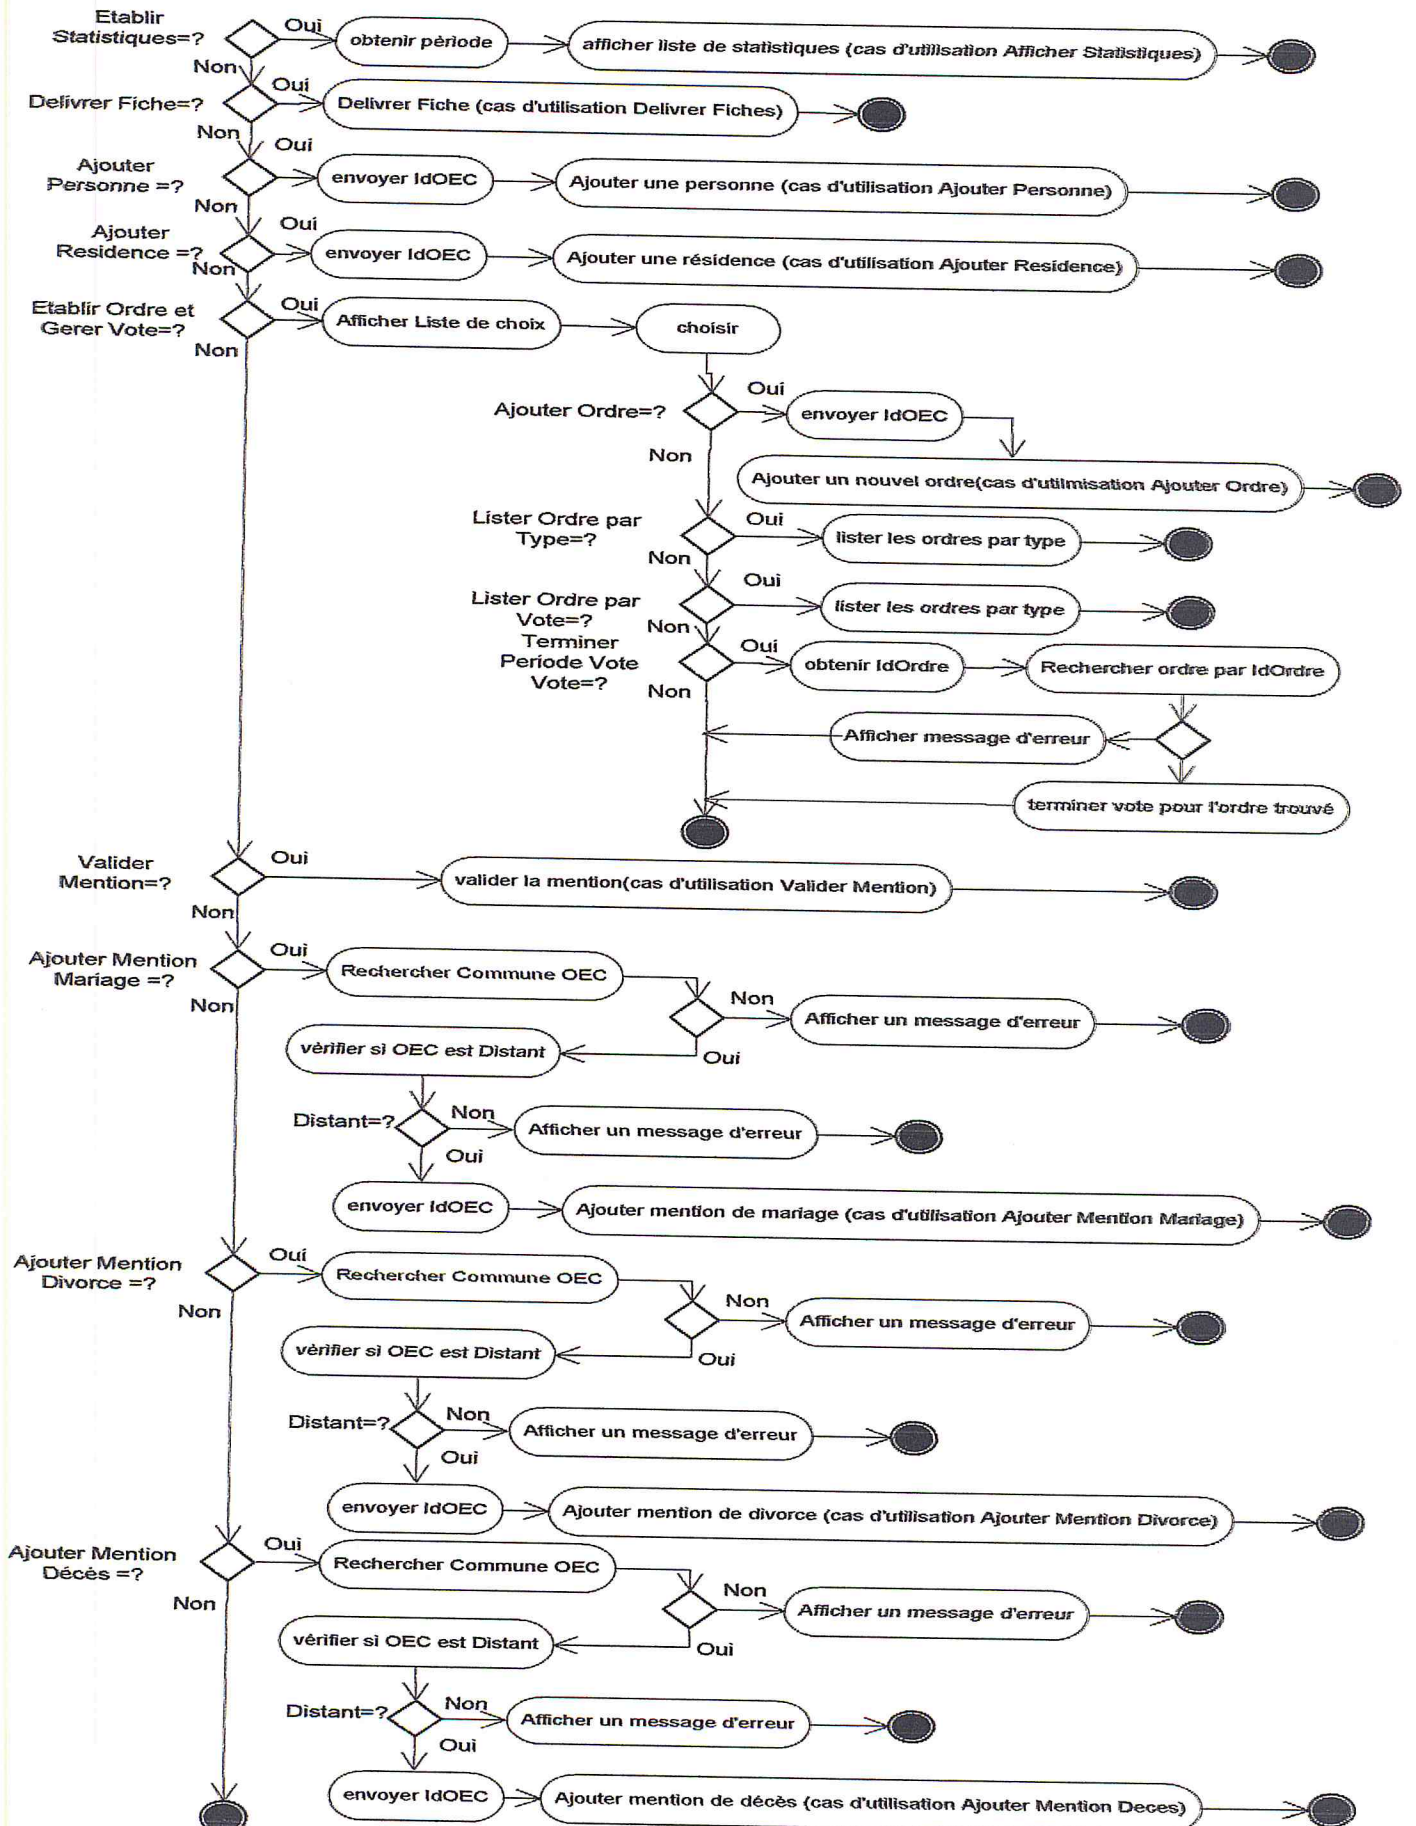 Etablir
Statistiques=?
Oui
obtenir pèriode
afficher liste de statistiques (cas d'utillisation Afficher Statistiques)
Non
Delivrer Fiche=?
Oui
Delivrer Fiche (cas d'utilisation Delivrer Fiches)
Non
Oui
Ajouter
Personne =?
envoyer IdOEC
Ajouter une personne (cas d'utilisation Ajouter Personne)
Non
Oui
Ajouter
Residence =?
envoyer IdOEC
Ajouter une résidence (cas d'utilisation Ajouter Residence)
Non
Etablir Ordre et
Gerer Vote=?
Oui
Afficher Liste de choix
choisir
Non
Ajouter Ordre=?
Oui
envoyer IdOEC
Non
Ajouter un nouvel ordre(cas d'utilmisation Ajouter Ordre)
Lister Ordre par
Type=?
Oui
lister les ordres par type
Non
Lister Ordre par
Vote=?
Oui
lister les ordres par type
Non
Terminer
Période Vote
Vote=?
Oui
obtenir IdOrdre
Rechercher ordre par IdOrdre
Non
Afficher message d'erreur
terminer vote pour l'ordre trouvé
Valider
Mention=?
Oui
valider la mention(cas d'utilisation Valider Mention)
Non
Ajouter Mention
Mariage =?
Oui
Rechercher Commune OEC
Non
Non
Afficher un message d'erreur
Oui
vèrifier si OEC est Distant
Distant=?
Non
Afficher un message d'erreur
Oui
envoyer IdOEC
Ajouter mention de mariage (cas d'utilisation Ajouter Mention Mariage)
Ajouter Mention
Divorce =?
Oui
Rechercher Commune OEC
Non
Non
Afficher un message d'erreur
Oui
vèrifier si OEC est Distant
Distant=?
Non
Afficher un message d'erreur
Oui
envoyer IdOEC
Ajouter mention de divorce (cas d'utilisation Ajouter Mention Divorce)
Ajouter Mention
Décès =?
Oui
Rechercher Commune OEC
Non
Non
Afficher un message d'erreur
Oui
vérifier si OEC est Distant
Distant=?
Non
Afficher un message d'erreur
Oui
envoyer IdOEC
Ajouter mention de décès (cas d'utilisation Ajouter Mention Deces)